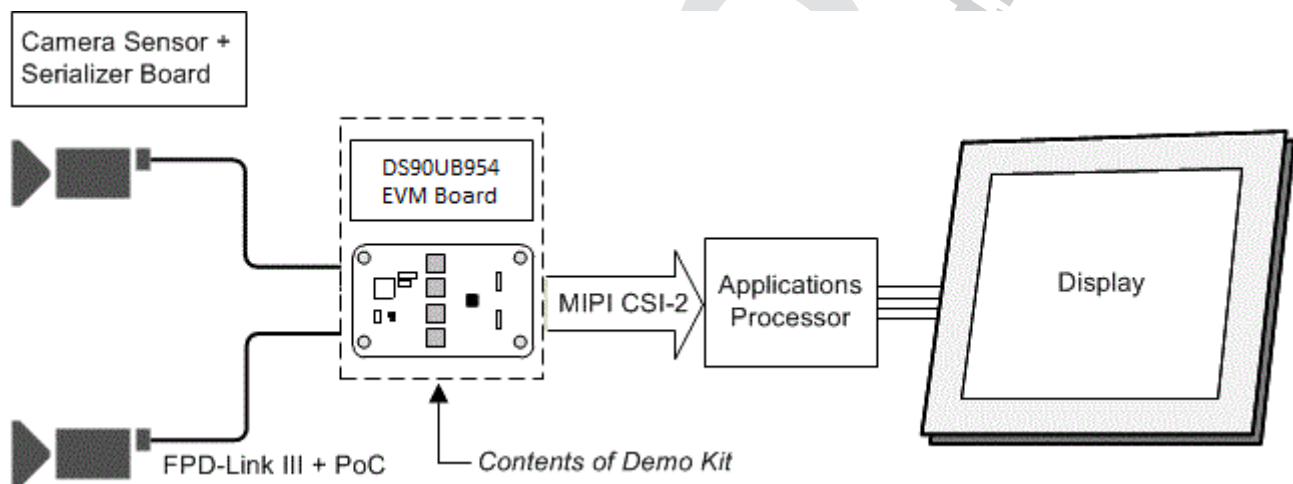 Camera Sensor +
Serializer Board
DS90UB954
EVM Board
MIPI CSI-2
Applications
Processor
Display
FPD-Link III + PoC
Contents of Demo Kit